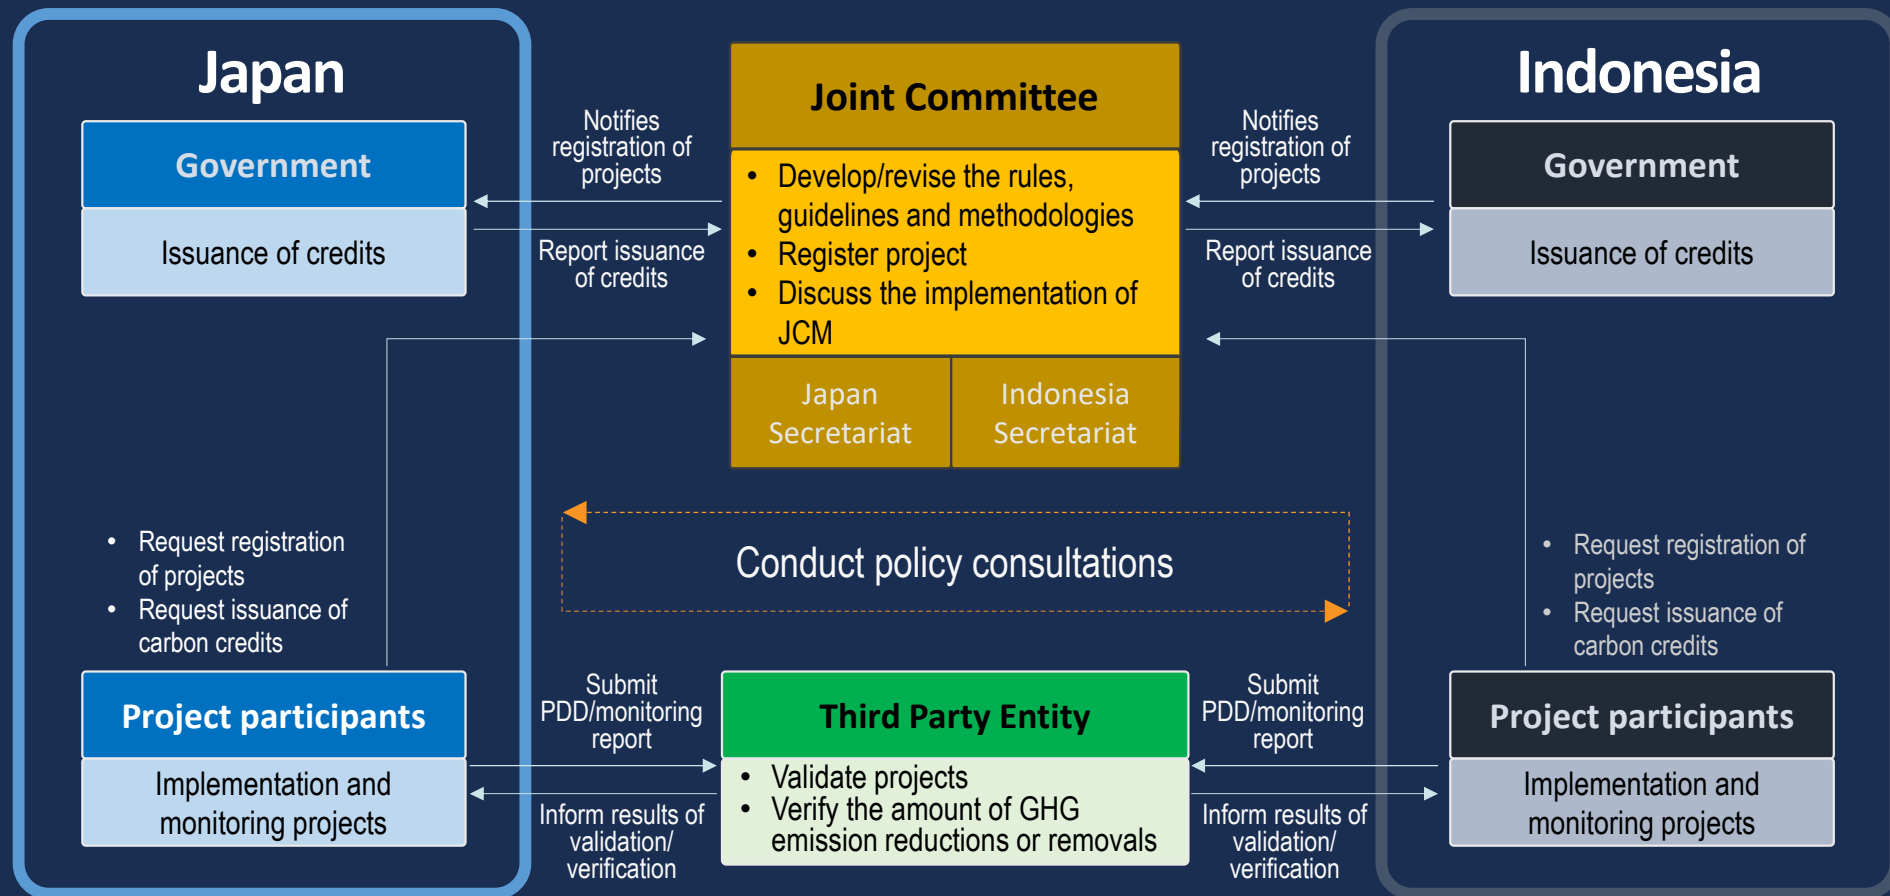 Japan
Government
Issuance of credits
Notifies
registration of
projects
Report issuance
of credits
Joint Committee
• Develop/revise the rules,
guidelines and methodologies
• Register project
• Discuss the implementation of
JCM
Japan
Secretariat
Indonesia
Secretariat
Notifies
registration of
projects
Report issuance
of credits
Indonesia
Government
Issuance of credits
• Request registration
of projects
• Request issuance of
carbon credits
Conduct policy consultations
• Request registration of
projects
• Request issuance of
carbon credits
Project participants
Implementation and
monitoring projects
Submit
PDD/monitoring
report
Inform results of
validation/
verification
Third Party Entity
• Validate projects
• Verify the amount of GHG
emission reductions or removals
Submit
PDD/monitoring
report
Inform results of
validation/
verification
Project participants
Implementation and
monitoring projects